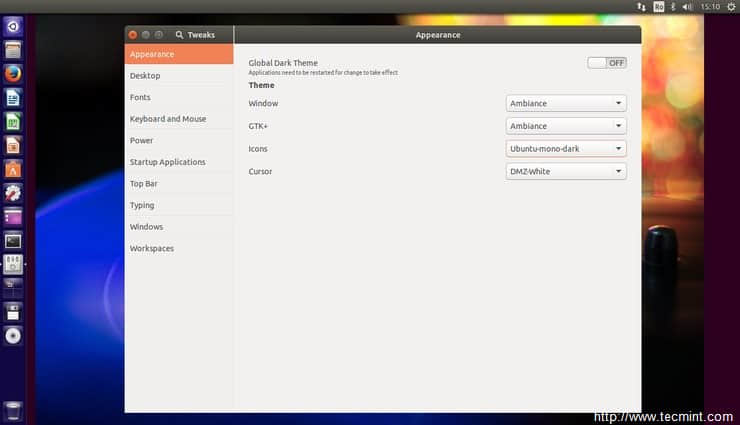 Ro
15:10
Tweaks
Appearance
Appearance
Desktop
Fonts
Keyboard and Mouse
Power
Startup Applications
Top Bar
Typing
Windows
Workspaces
Global Dark Theme
OFF
Applications need to be restarted for change to take effect
Theme
Window
Ambiance
GTK+
Ambiance
Icons
Ubuntu-mono-dark
Cursor
DMZ-White
http://www.tecmint.com